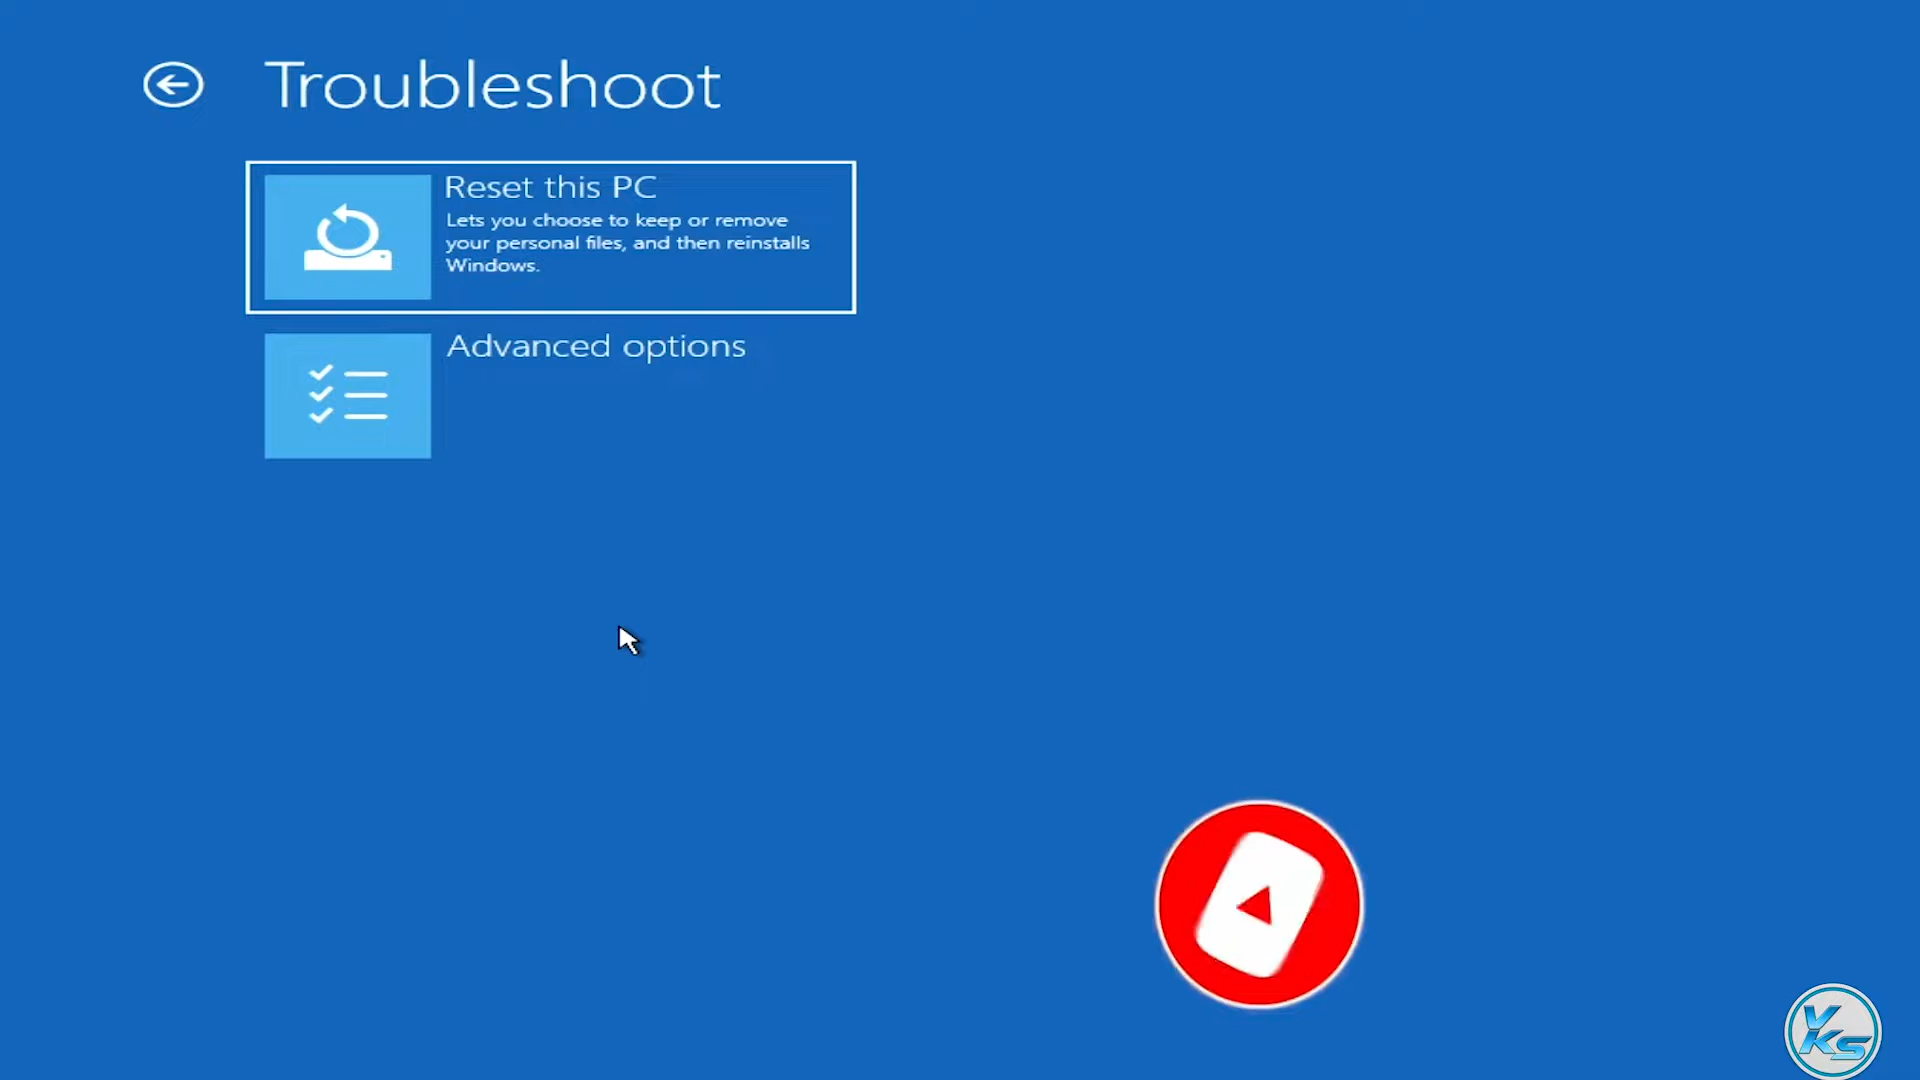 Troubleshoot
Reset this PC
Lets you choose to keep or remove
your personal files, and then reinstalls
Windows.
Advanced options
VKS